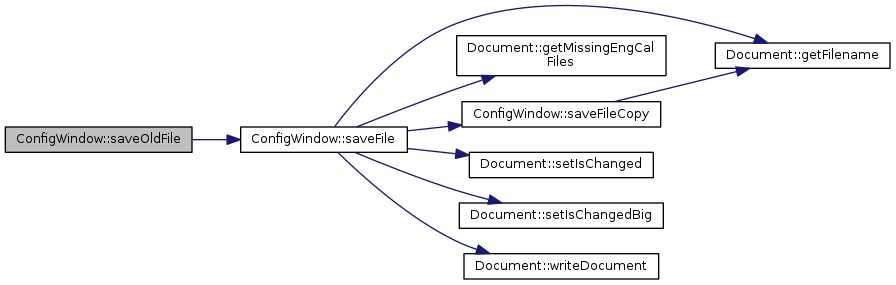 ConfigWindow::saveOldFile
ConfigWindow::saveFile
Document::getMissingEngCal
Files
ConfigWindow::saveFileCopy
Document::setIsChanged
Document::setIsChangedBig
Document::writeDocument
Document::getFilename